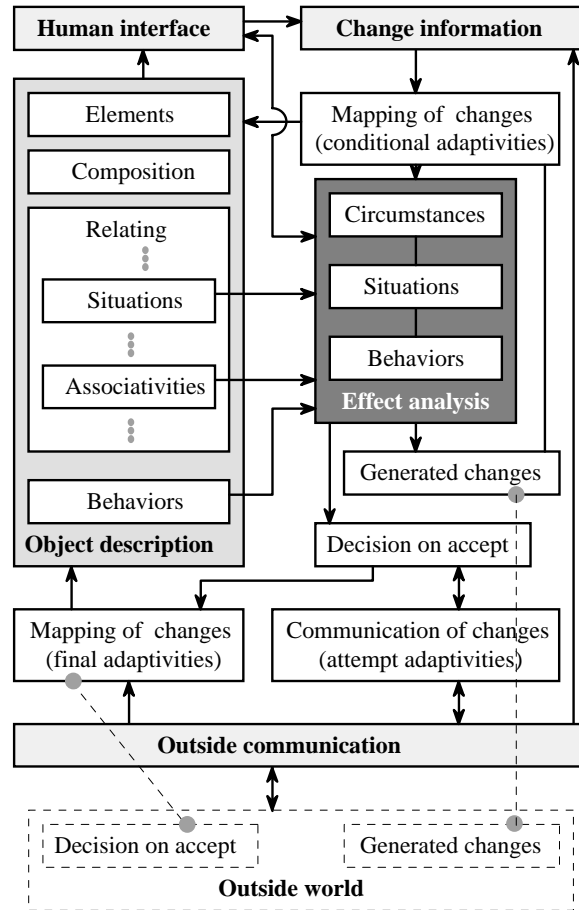 Human interface
Change information
Elements
Composition
Relating
Situations
Associativities
Behaviors
Object description
Mapping of changes
(conditional adaptivities)
Circumstances
Situations
Behaviors
Effect analysis
Generated changes
Decision on accept
Mapping of changes
(final adaptivities)
Communication of changes
(attempt adaptivities)
Outside communication
Decision on accept
Generated changes
Outside world